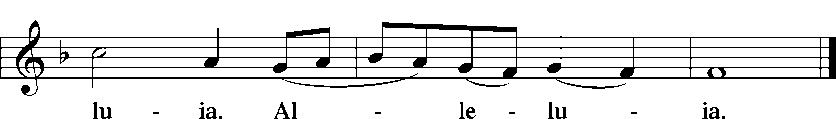 lu - ia. Al - le - lu - ia.